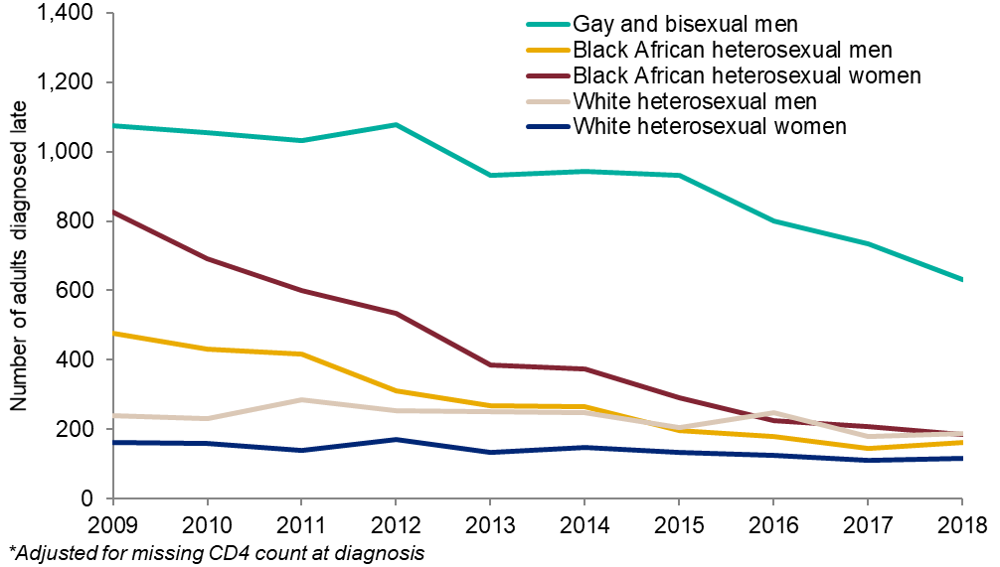 1,400
1,200
1,000
800
600
400
200
0
Number of adults diagnosed late
Gay and bisexual men
Black African heterosexual men
Black African heterosexual women
White heterosexual men
White heterosexual women
2009 2010 2011 2012 2013 2014 2015 2016 2017 2018
*Adjusted for missing CD4 count at diagnosis